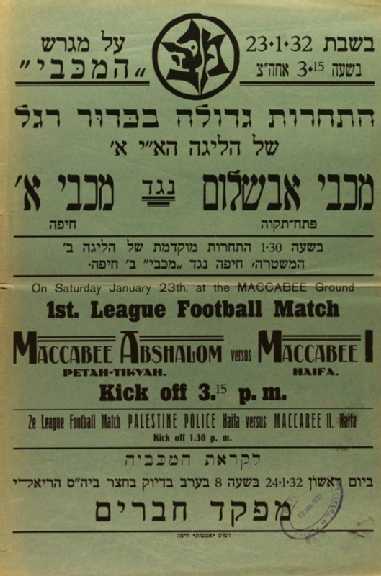 בשבת 23·1·32
על מגרש
בשעה 3·15 אחה״צ
„המכבי"
התחרות גדולה בכדור רגל
של הליגה הא״י א׳
מכבי אבשלום נגד מכבי א׳
פתח־תקוה
חיפה
בשעה 1·30 התחרות מוקדמת של הליגה ב׳
המשטרה, חיפה נגד „מכבי" ב׳ חיפה.
On Saturday January 23th, at the MACCABEE Ground
1st. League Football Match
MACCABEE ABSHALOM versus MACCABEE I
PETAH-TIKVAH.
HAIFA.
Kick off 3.15 p. m.
2e League Football Match PALESTINE POLICE Haifa versus MACCABEE II. Haifa
Kick off 1.30 p. m.
לקראת המכביה
ביום ראשון 24·1·32 בשעה 8 בערב בדיוק בחצר ביה״ס הריאלי
מפקד חברים